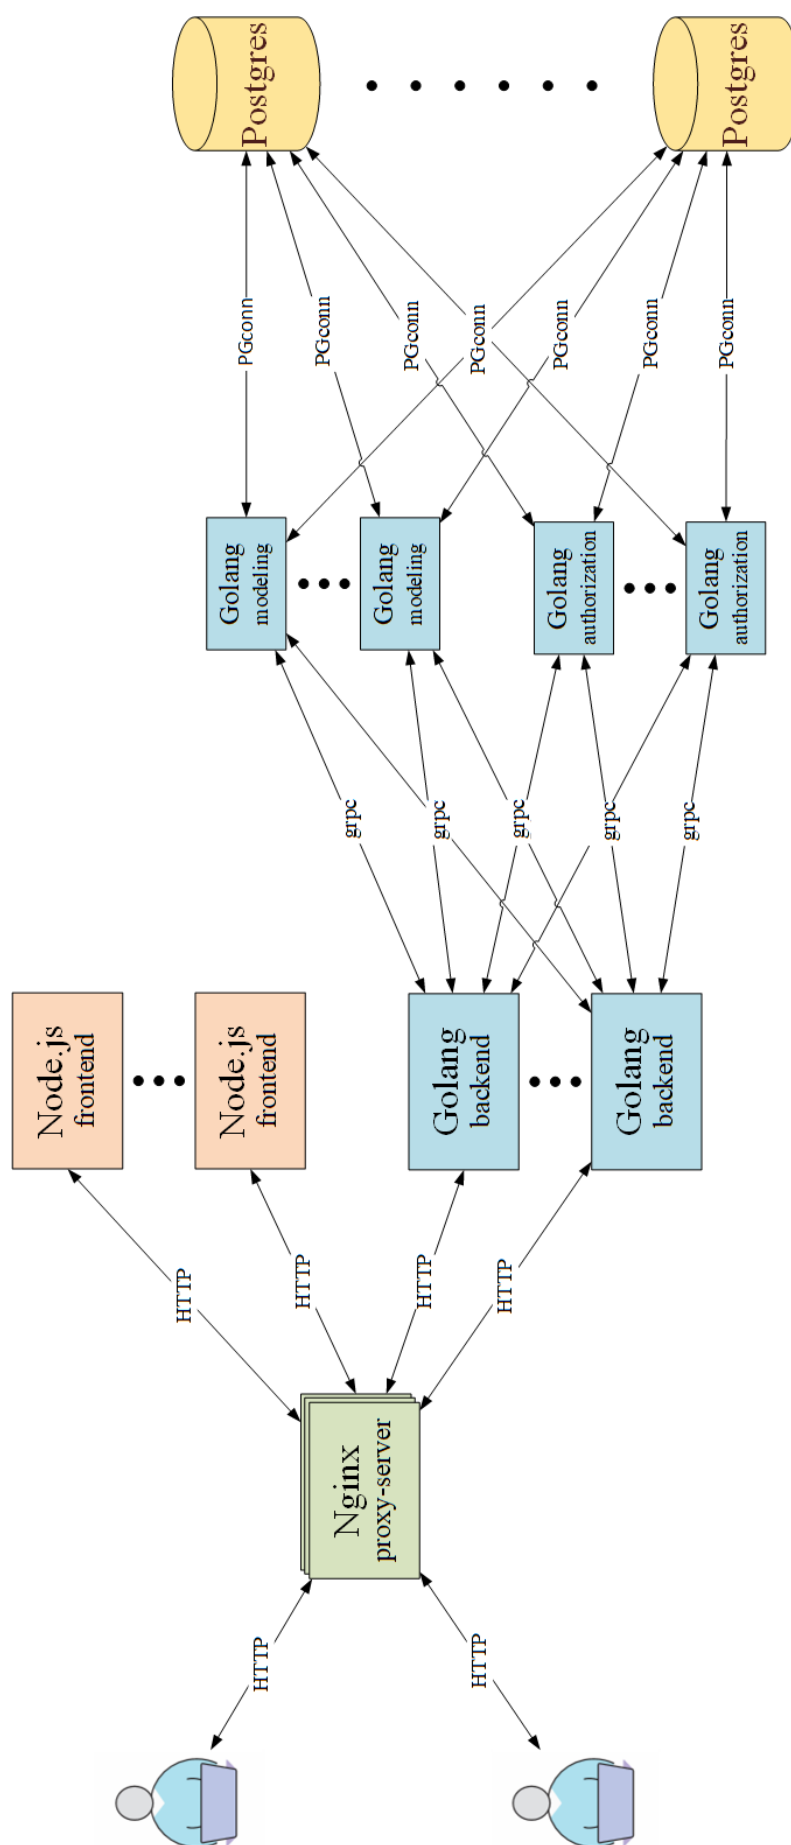 HTTP
HTTP
Nginx
proxy-server
HTTP
HTTP
HTTP
HTTP
Node.js
frontend
Node.js
frontend
Golang
backend
Golang
backend
grpc
grpc
grpc
grpc
grpc
Golang
modeling
Golang
modeling
Golang
authorization
Golang
authorization
PGconn
PGconn
PGconn
PGconn
PGconn
PGconn
PGconn
Postgres
Postgres